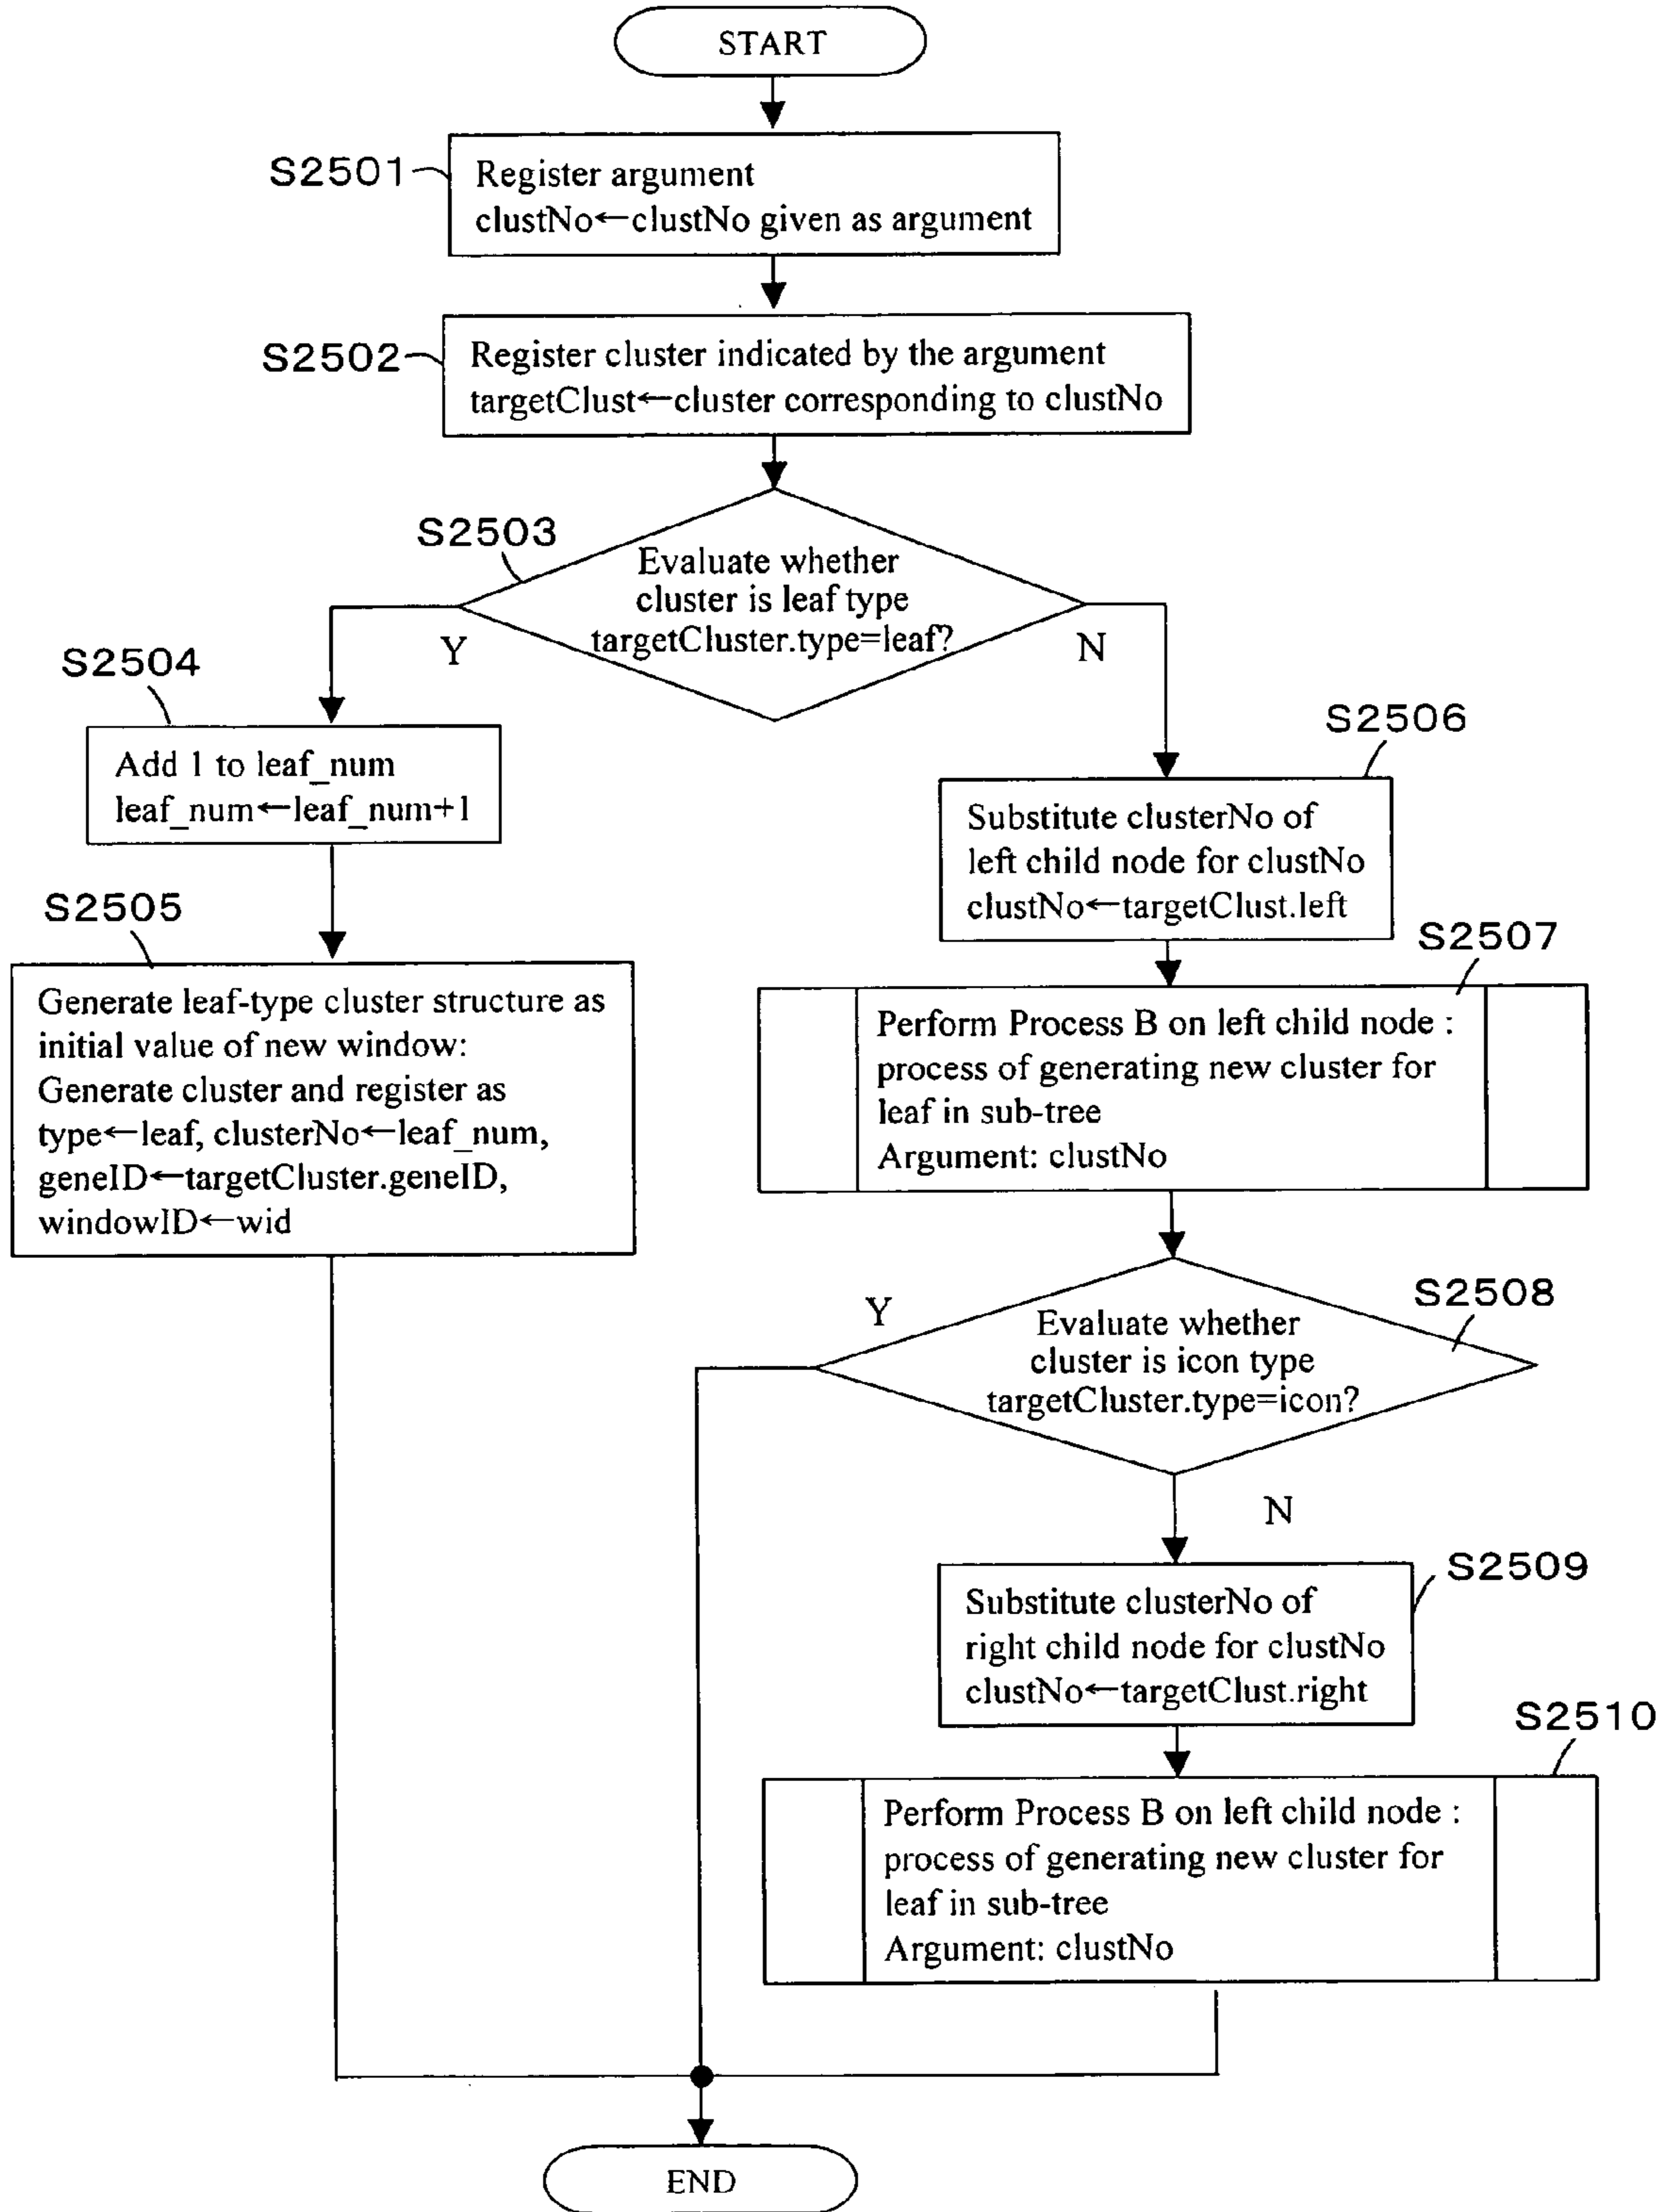 START
S2501
Register argument
clustNo←clustNo given as argument
S2502
Register cluster indicated by the argument
targetClust←cluster corresponding to clustNo
S2503
Evaluate whether
cluster is leaf type
targetCluster.type=leaf?
Y
N
S2504
Add 1 to leaf_num
leaf_num←leaf_num+1
S2505
Generate leaf-type cluster structure as
initial value of new window:
Generate cluster and register as
type←leaf, clusterNo←leaf_num,
geneID←targetCluster.geneID,
windowID←wid
S2506
Substitute clusterNo of
left child node for clustNo
clustNo←targetClust.left
S2507
Perform Process B on left child node :
process of generating new cluster for
leaf in sub-tree
Argument: clustNo
S2508
Evaluate whether
cluster is icon type
targetCluster.type=icon?
Y
N
S2509
Substitute clusterNo of
right child node for clustNo
clustNo←targetClust.right
S2510
Perform Process B on left child node :
process of generating new cluster for
leaf in sub-tree
Argument: clustNo
END